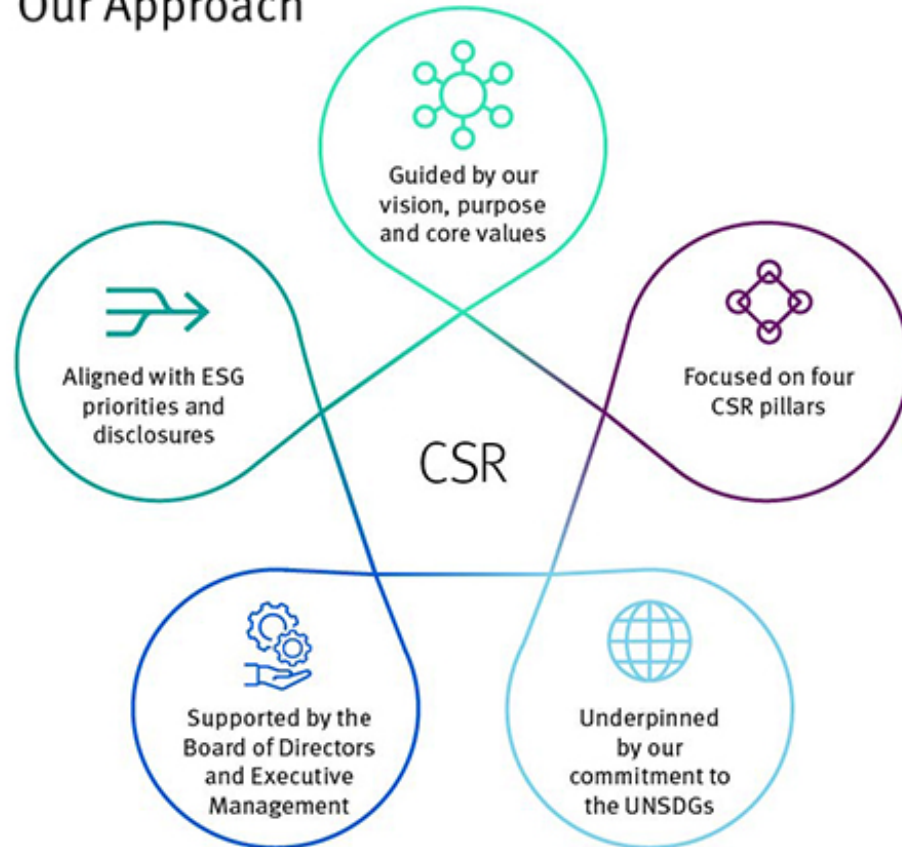 Our Approach
Guided by our
vision, purpose
and core values
Aligned with ESG
priorities and
disclosures
Focused on four
CSR pillars
CSR
Supported by the
Board of Directors
and Executive
Management
Underpinned
by our
commitment to
the UNSDGs